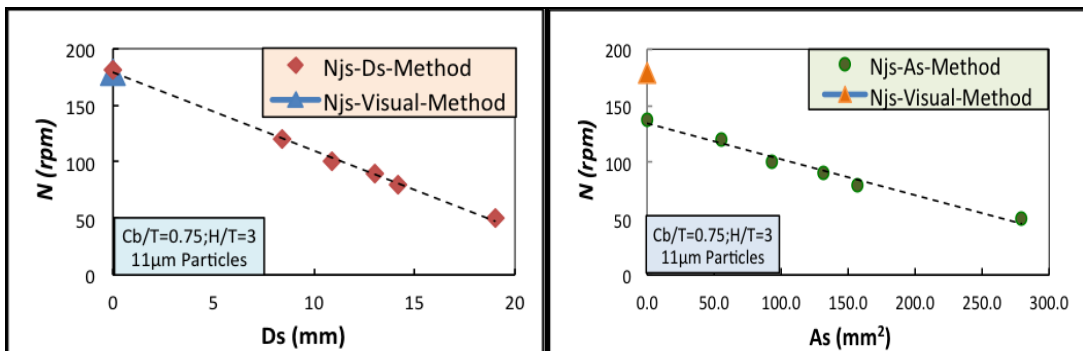 200
150
100
50
0
N (rpm)
Njs-Ds-Method
Njs-Visual-Method
Cb/T=0.75;H/T=3
11µm Particles
0 5 10 15 20
Ds (mm)
200
150
100
50
0
N (rpm)
Njs-As-Method
Njs-Visual-Method
Cb/T=0.75;H/T=3
11µm Particles
0.0 50.0 100.0 150.0 200.0 250.0 300.0
As (mm²)